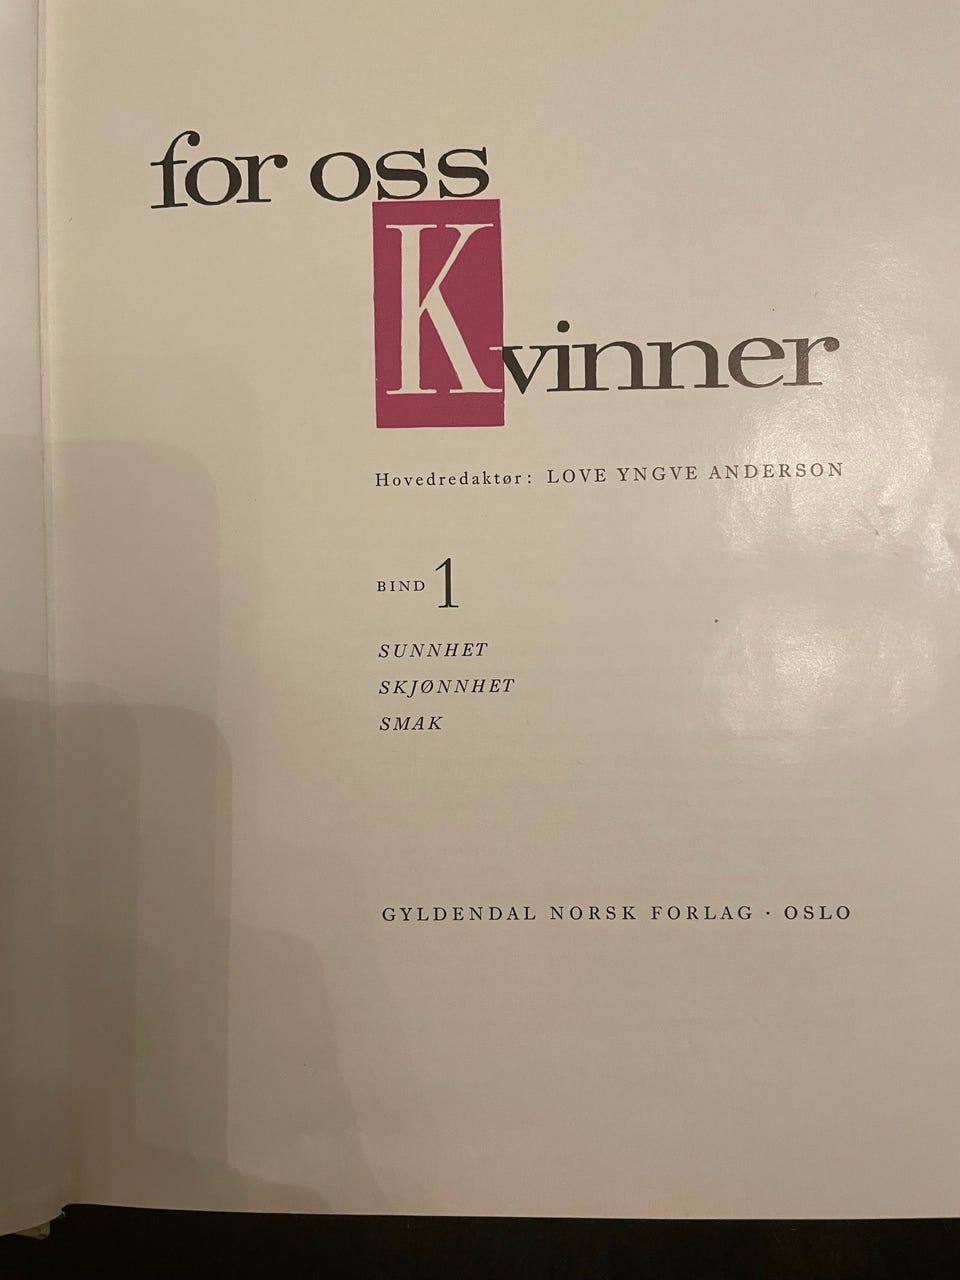 for oss
Kvinner
Hovedredaktør: LOVE YNGVE ANDERSON
BIND 1
SUNNHET
SKJØNNHET
SMAK
GYLDENDAL NORSK FORLAG · OSLO